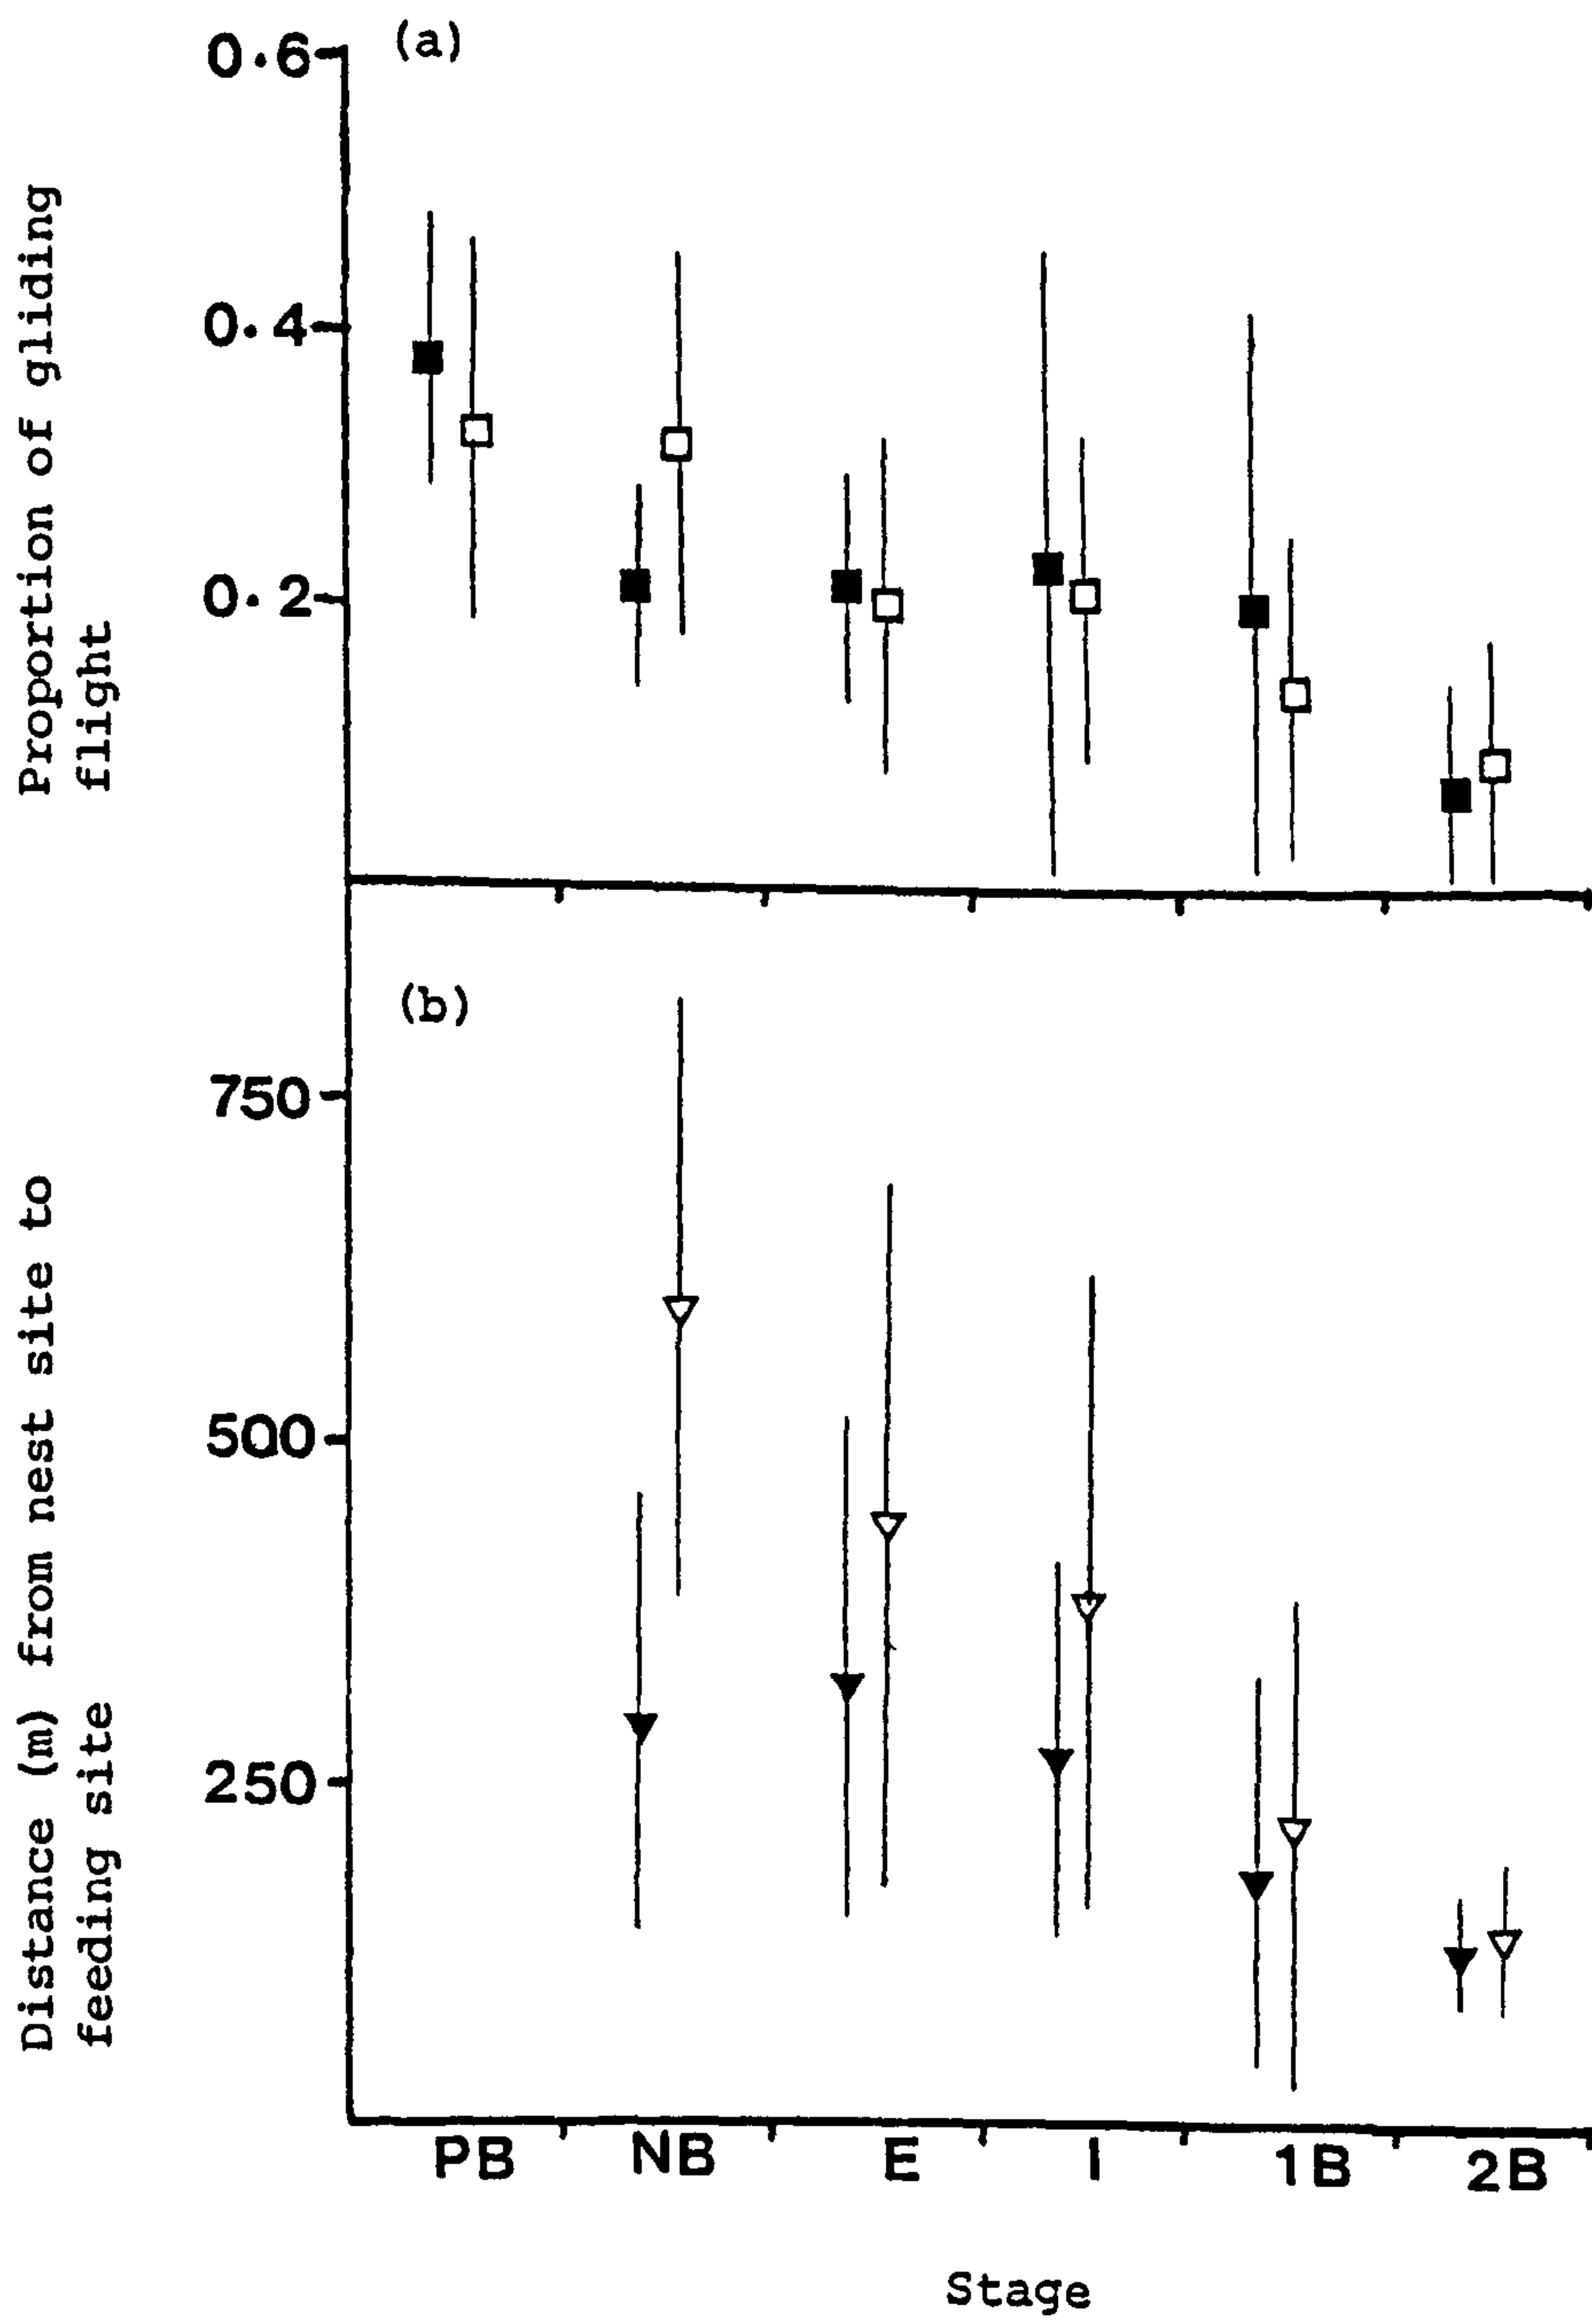 (a)
0.6
0.4
0.2
Proportion of gliding
flight
(b)
750
500
250
Distance (m) from nest site to
feeding site
PB NB E I 1B 2B
Stage